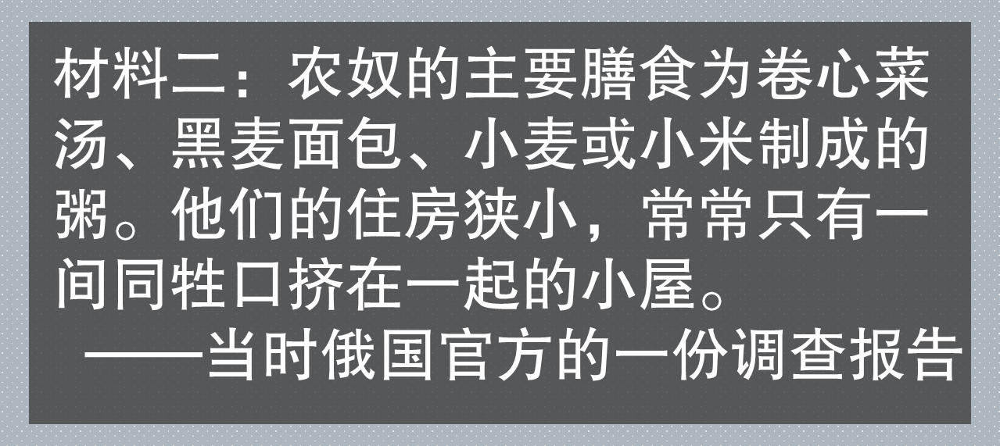 材料二：农奴的主要膳食为卷心菜
汤、黑麦面包、小麦或小米制成的
粥。他们的住房狭小，常常只有一
间同牲口挤在一起的小屋。
——当时俄国官方的一份调查报告